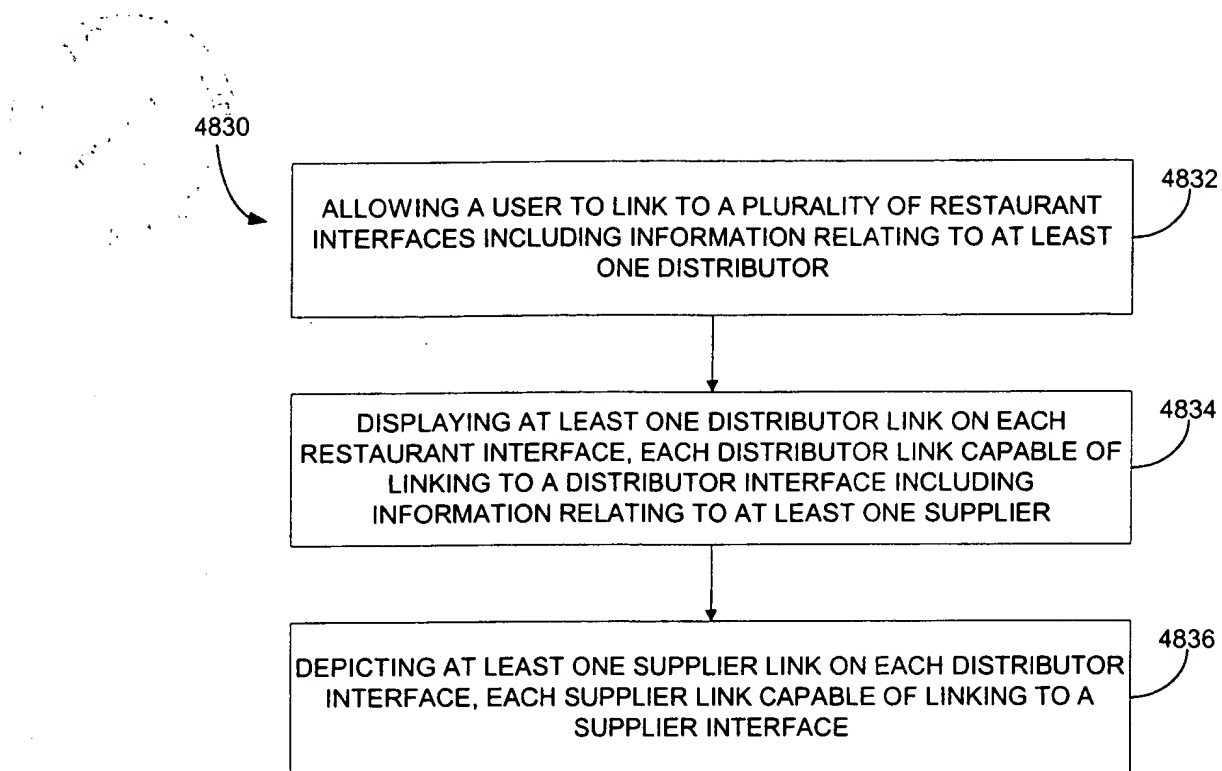 4830
4832
ALLOWING A USER TO LINK TO A PLURALITY OF RESTAURANT
INTERFACES INCLUDING INFORMATION RELATING TO AT LEAST
ONE DISTRIBUTOR
4834
DISPLAYING AT LEAST ONE DISTRIBUTOR LINK ON EACH
RESTAURANT INTERFACE, EACH DISTRIBUTOR LINK CAPABLE OF
LINKING TO A DISTRIBUTOR INTERFACE INCLUDING
INFORMATION RELATING TO AT LEAST ONE SUPPLIER
4836
DEPICTING AT LEAST ONE SUPPLIER LINK ON EACH DISTRIBUTOR
INTERFACE, EACH SUPPLIER LINK CAPABLE OF LINKING TO A
SUPPLIER INTERFACE